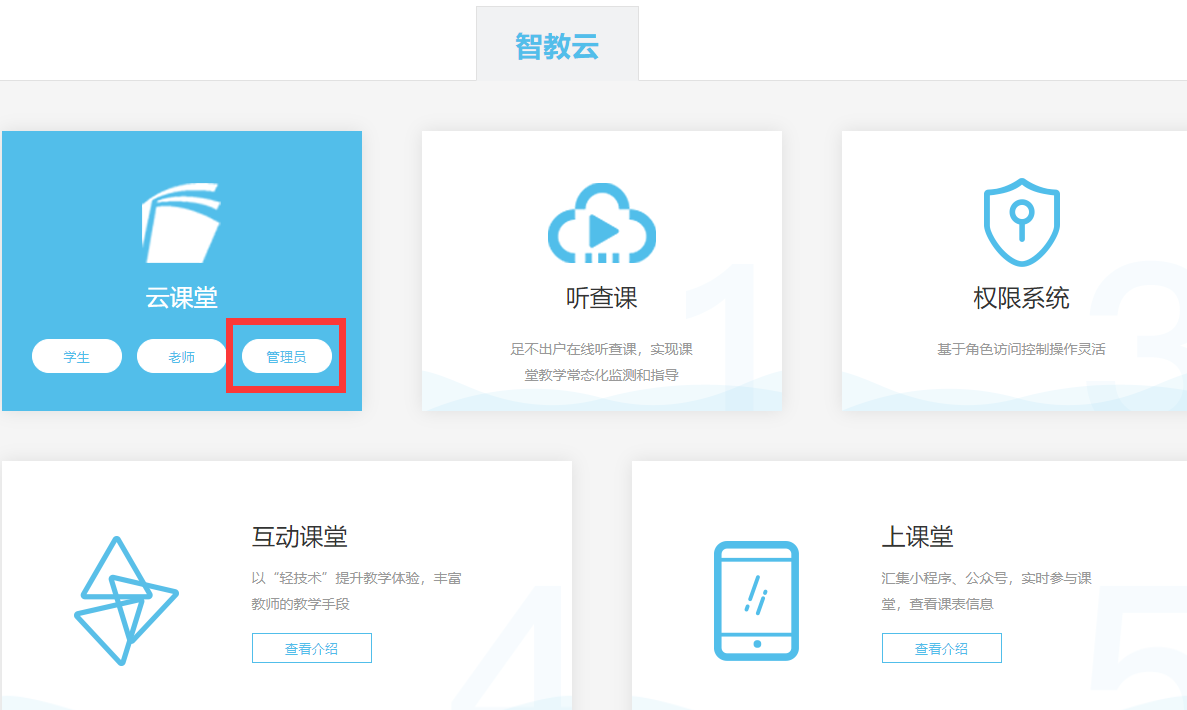 智教云
云课堂
学生
老师
管理员
听查课
足不出户在线听查课，实现课
堂教学常态化监测和指导
1
权限系统
基于角色访问控制操作灵活
3
互动课堂
以“轻技术”提升教学体验，丰富
教师的教学手段
查看介绍
4
上课堂
汇集小程序、公众号，实时参与课
堂，查看课表信息
查看介绍
5